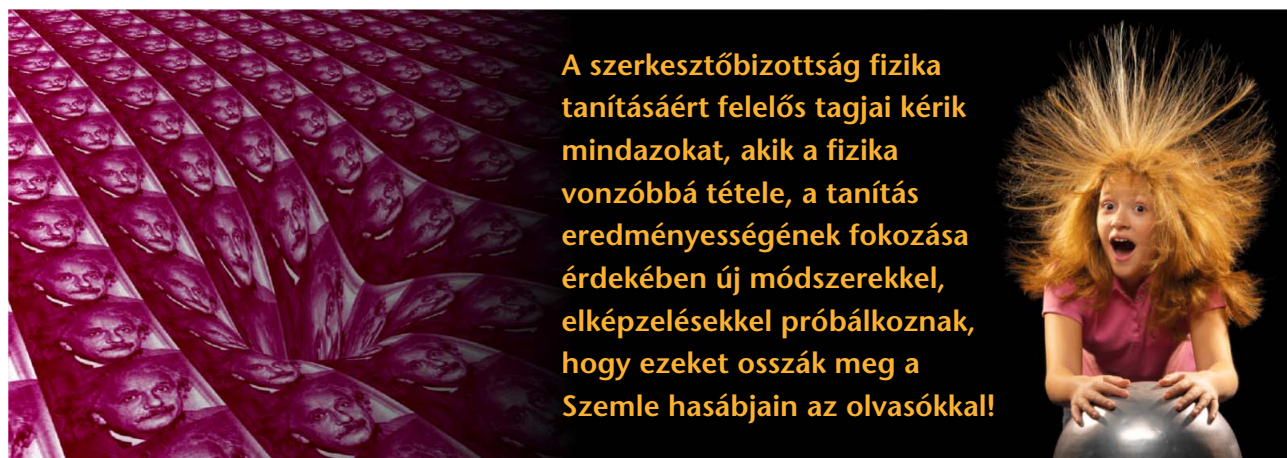 A szerkesztőbizottság fizika
tanításáért felelős tagjai kérik
mindazokat, akik a fizika
vonzóbbá tétele, a tanítás
eredményességének fokozása
érdekében új módszerekkel,
elképzelésekkel próbálkoznak,
hogy ezeket osszák meg a
Szemle hasábjain az olvasókkal!